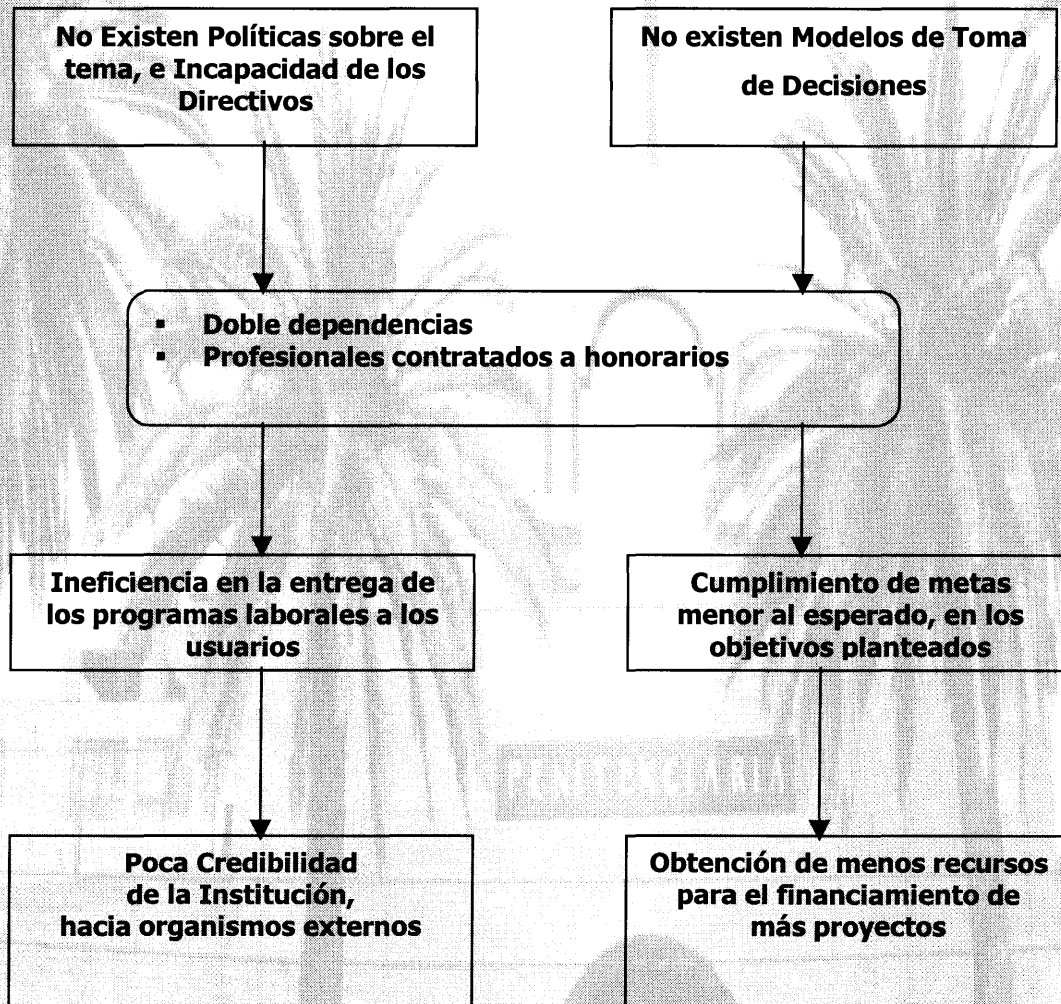 No Existen Políticas sobre el
tema, e Incapacidad de los
Directivos
No existen Modelos de Toma
de Decisiones
▪ Doble dependencias
▪ Profesionales contratados a honorarios
Ineficiencia en la entrega de
los programas laborales a los
usuarios
Cumplimiento de metas
menor al esperado, en los
objetivos planteados
PENITENCIARIA
Poca Credibilidad
de la Institución,
hacia organismos externos
Obtención de menos recursos
para el financiamiento de
más proyectos